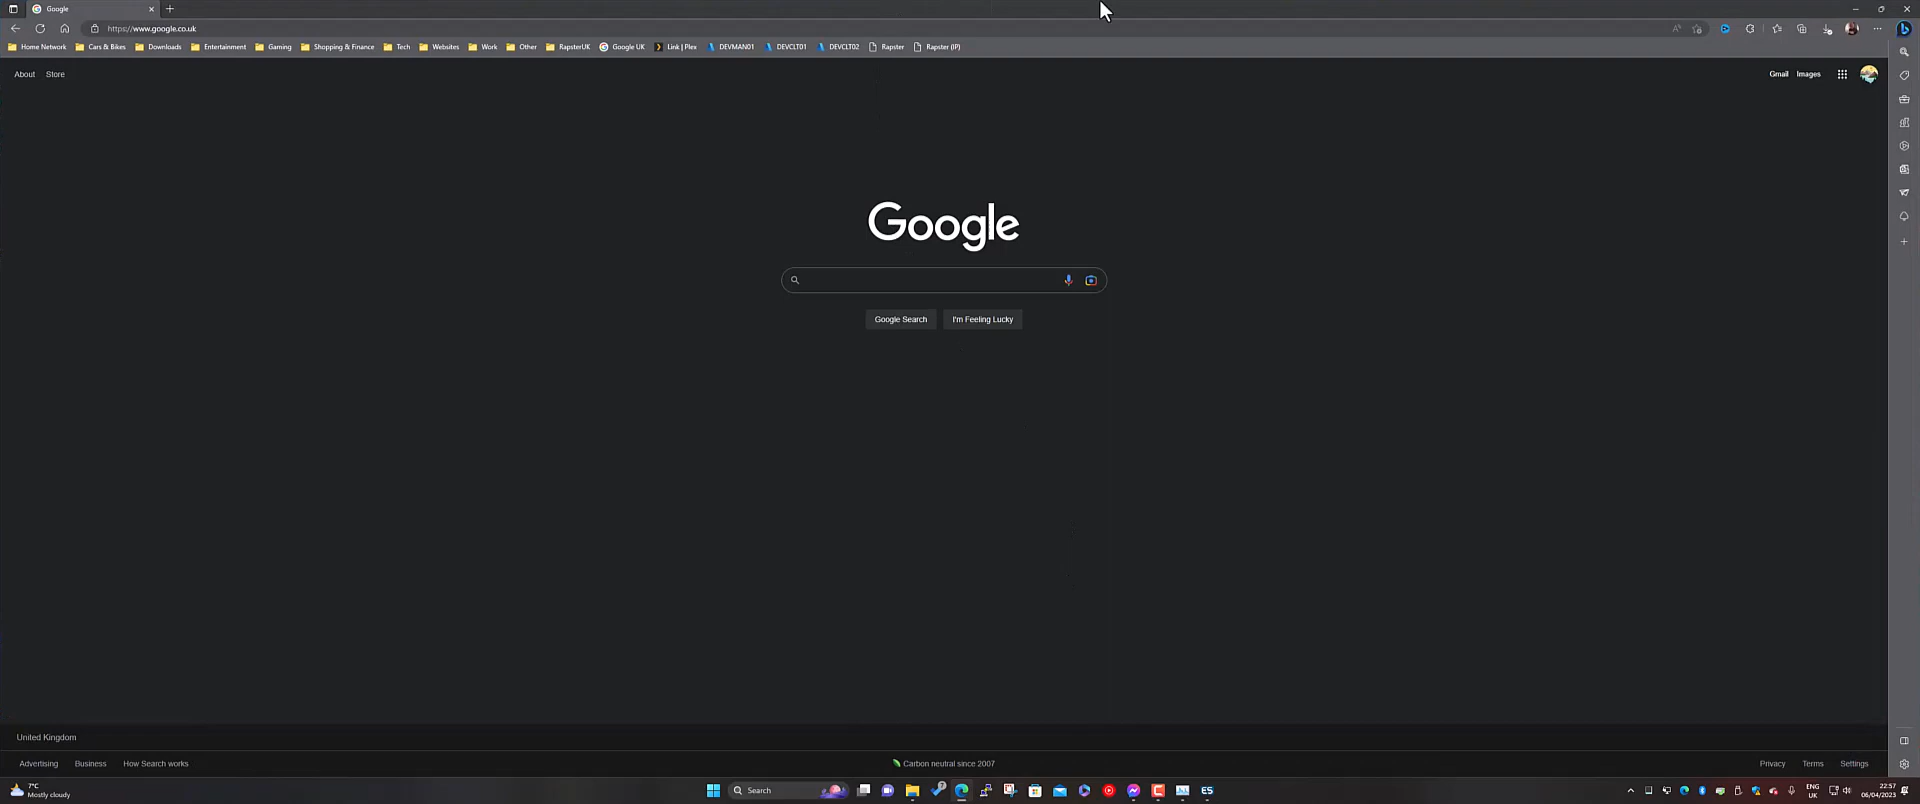 Google
https://www.google.co.uk
Home Network Cars & Bikes Downloads Entertainment Gaming Shopping & Finance Tech Websites Work Other RapsterUK Google UK Link | Plex DEVMAN01 DEVCLT01 DEVCLT02 Rapster Rapster (IP)
About Store Gmail Images
Google
Google Search I'm Feeling Lucky
United Kingdom
Advertising Business How Search works Carbon neutral since 2007 Privacy Terms Settings
7°C
Mostly cloudy
Search
ES
ENG
UK
22:57
06/04/2023